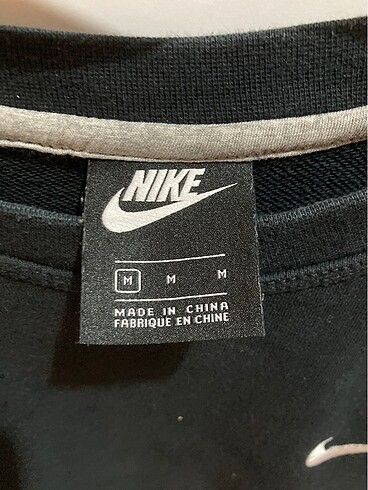 NIKE
M M M
MADE IN CHINA
FABRIQUE EN CHINE